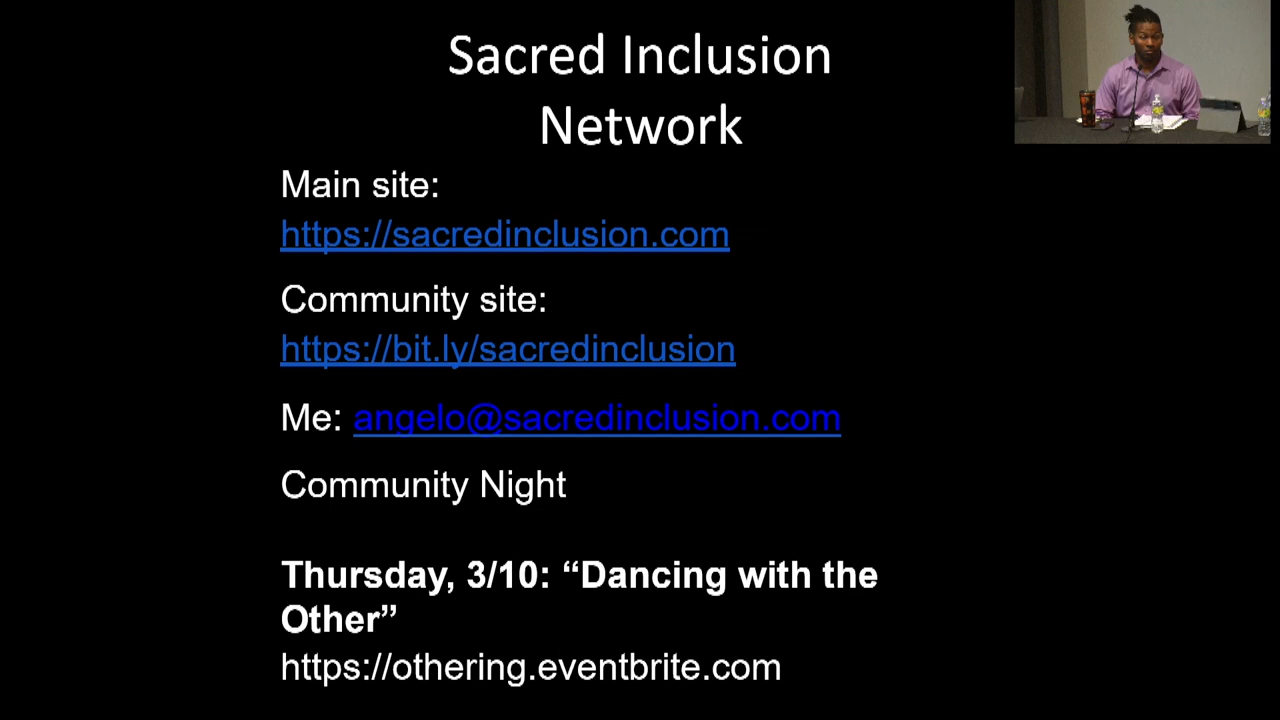 Sacred Inclusion
Network
Main site:
https://sacredinclusion.com
Community site:
https://bit.ly/sacredinclusion
Me: angelo@sacredinclusion.com
Community Night
Thursday, 3/10: “Dancing with the
Other”
https://othering.eventbrite.com